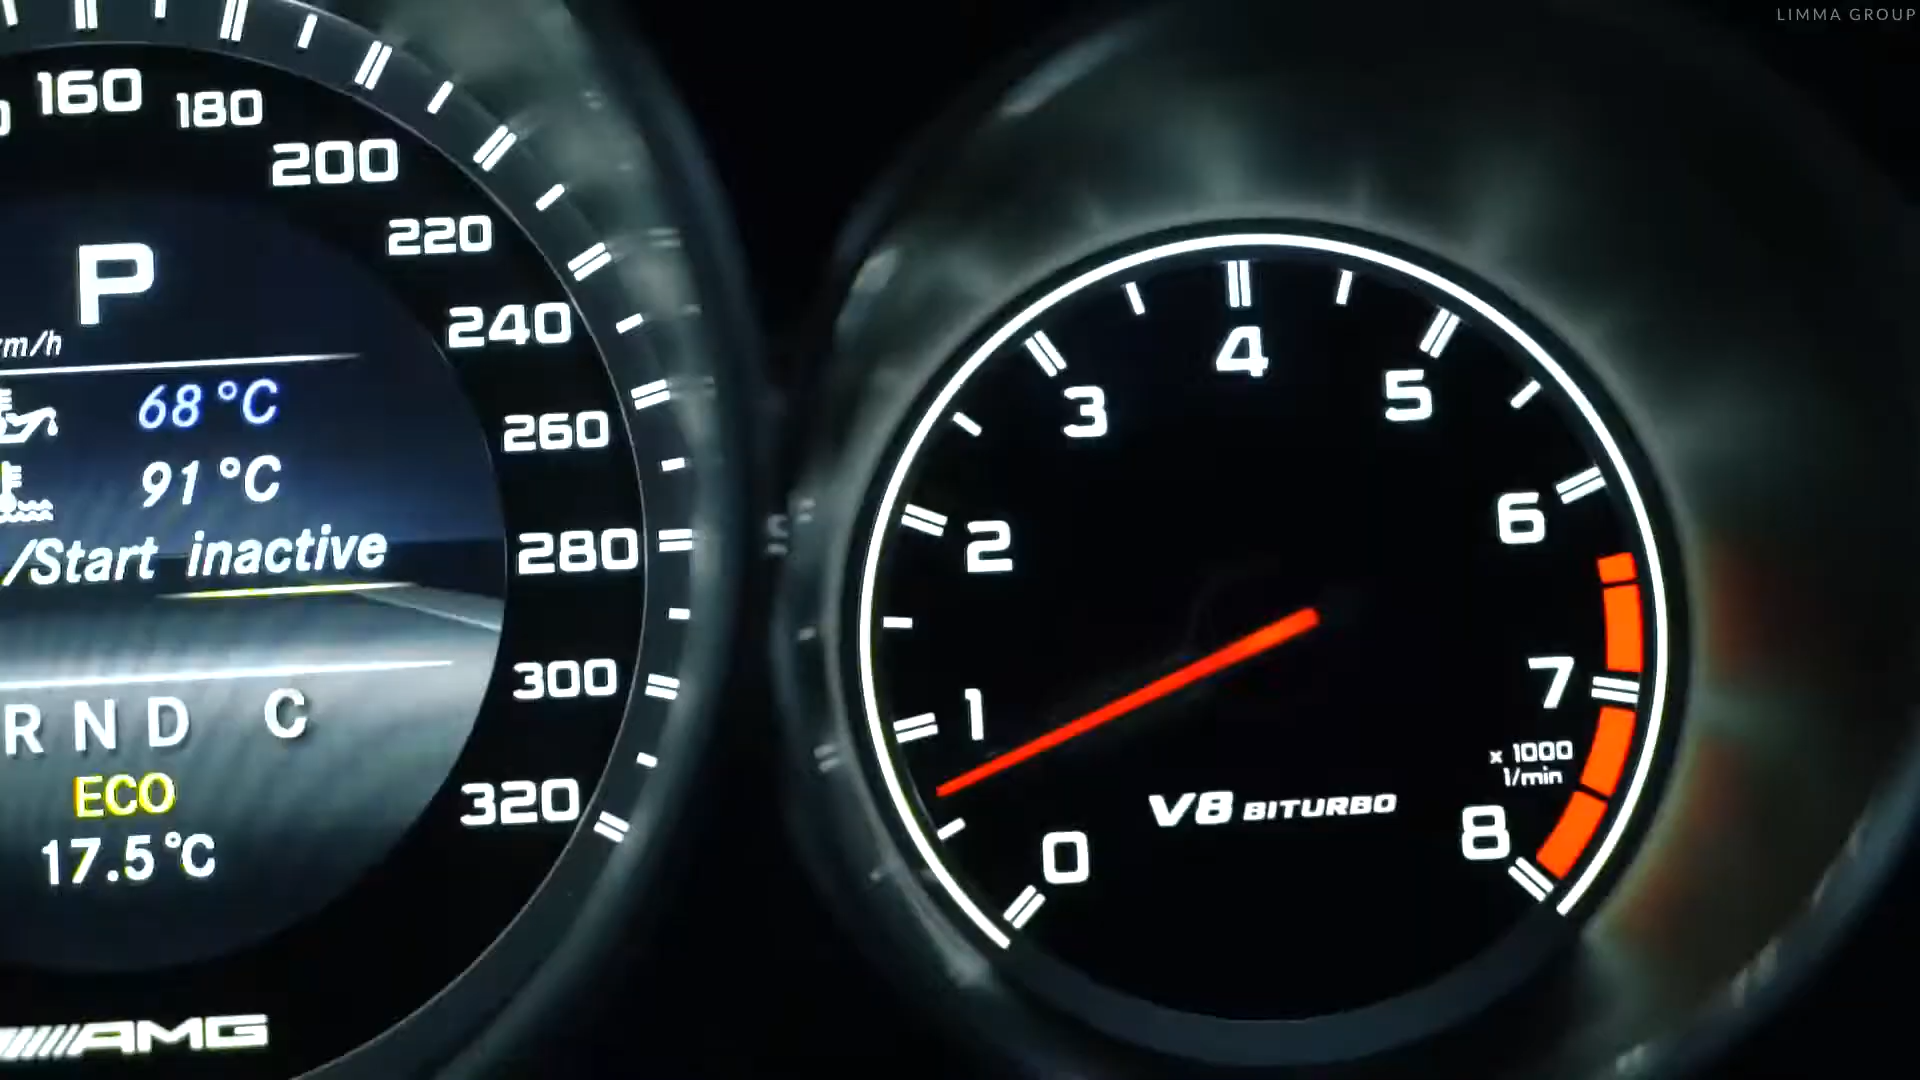 LIMMA GROUP
160
180
200
220
240
260
280
300
320
P
km/h
68°C
91°C
/Start inactive
R N D C
ECO
17.5°C
AMG
0
1
2
3
4
5
6
7
8
x 1000
1/min
V8 BITURBO